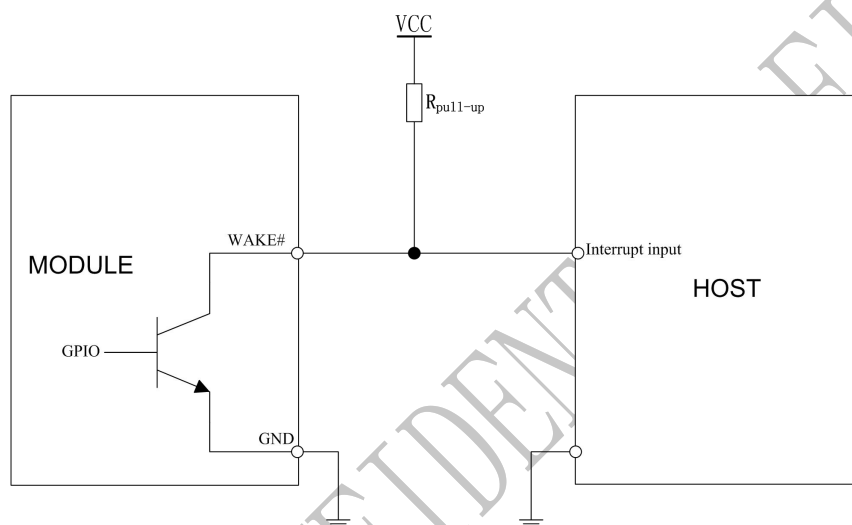 VCC
Rpull-up
WAKE#
Interrupt input
MODULE
HOST
GPIO
GND